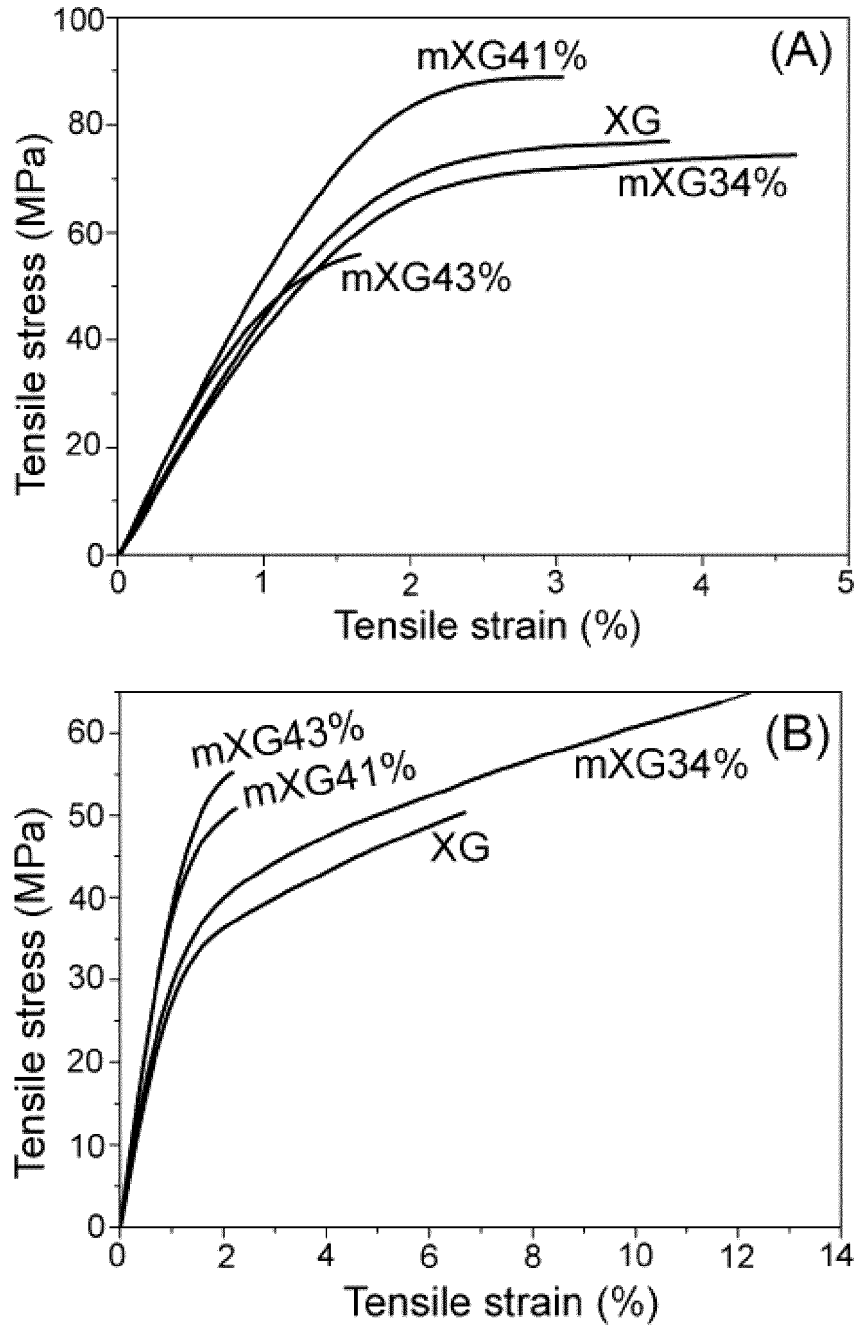 100
(A)
mXG41%
80
XG
mXG34%
60
mXG43%
40
20
0
Tensile stress (MPa)
0 1 2 3 4 5
Tensile strain (%)
(B)
60
mXG43%
mXG34%
mXG41%
50
XG
40
30
20
10
0
Tensile stress (MPa)
0 2 4 6 8 10 12 14
Tensile strain (%)